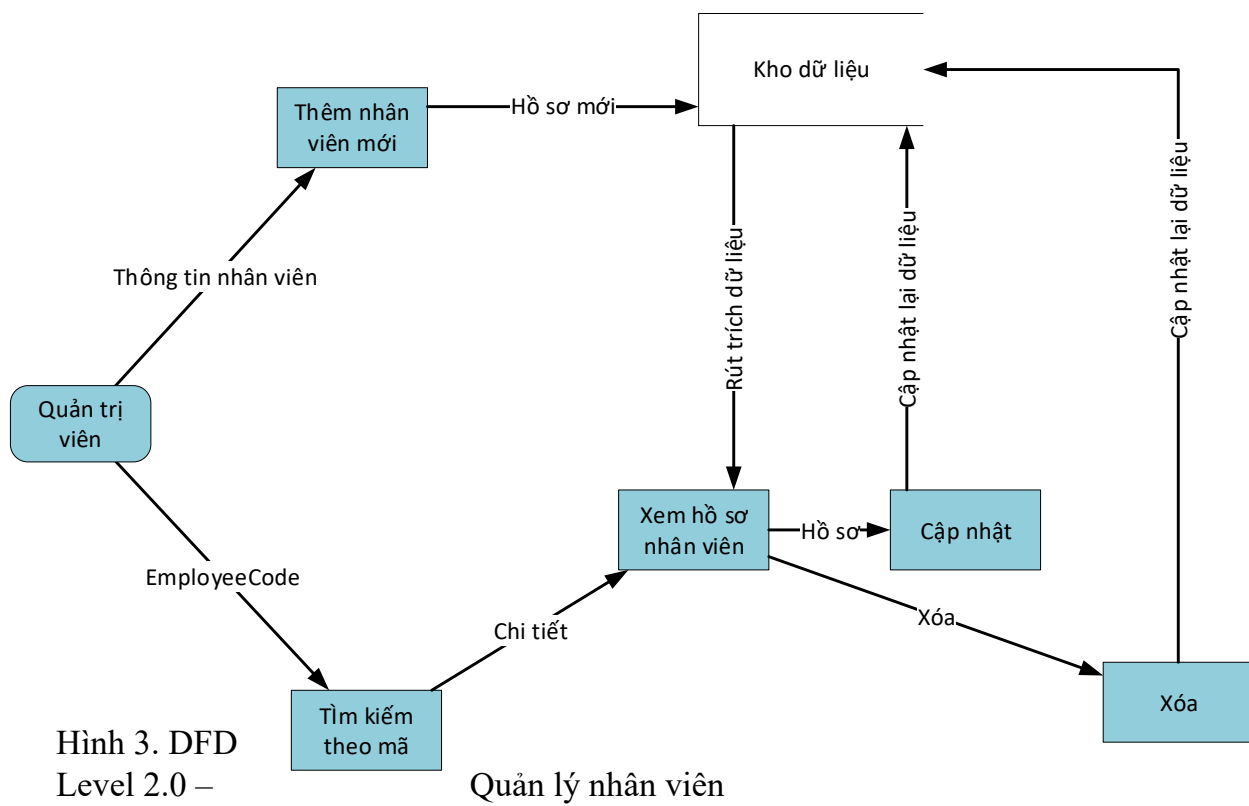 Kho dữ liệu
Thêm nhân
viên mới
Hồ sơ mới
Thông tin nhân viên
Rút trích dữ liệu
Cập nhật lại dữ liệu
Cập nhật lại dữ liệu
Quản trị
viên
Xem hồ sơ
nhân viên
Hồ sơ
Cập nhật
EmployeeCode
Chi tiết
Xóa
Xóa
TÌm kiếm
theo mã
Hình 3. DFD
Level 2.0 – Quản lý nhân viên